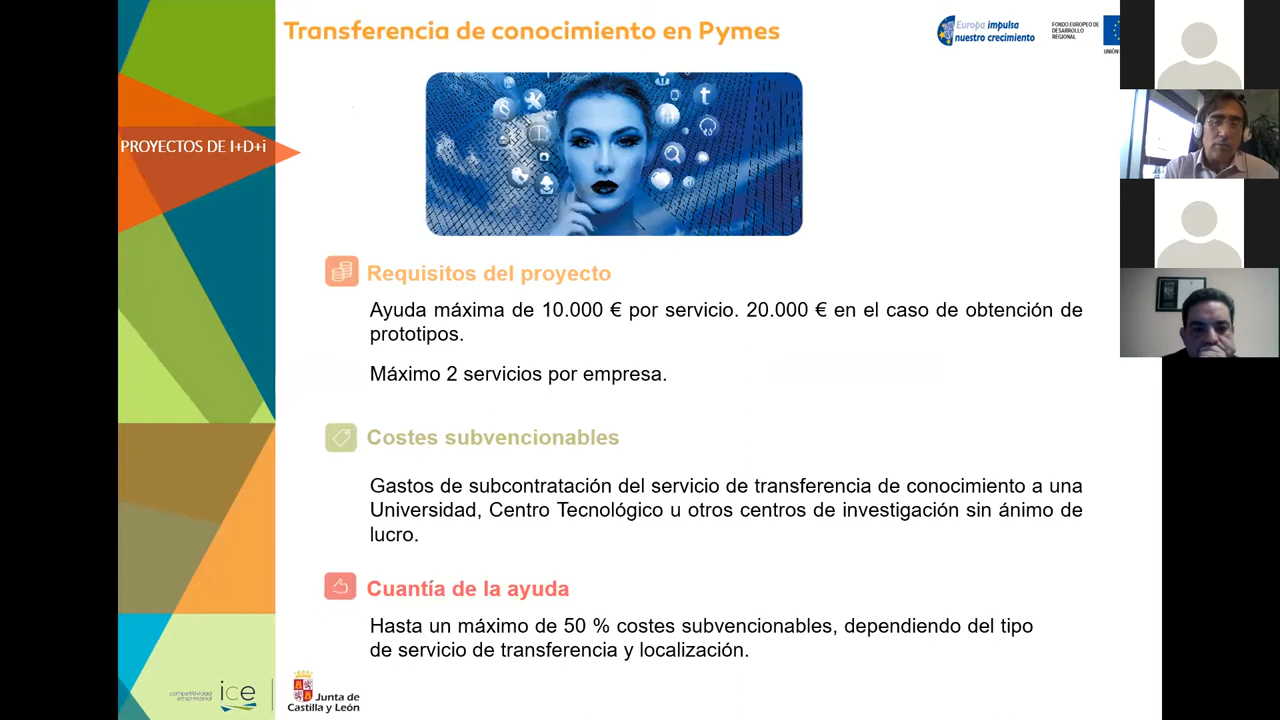 Transferencia de conocimiento en Pymes
Europa impulsa
nuestro crecimiento
FONDO EUROPEO DE
DESARROLLO
REGIONAL
UNIÓN
PROYECTOS DE I+D+i
Requisitos del proyecto
Ayuda máxima de 10.000 € por servicio. 20.000 € en el caso de obtención de
prototipos.
Máximo 2 servicios por empresa.
Costes subvencionables
Gastos de subcontratación del servicio de transferencia de conocimiento a una
Universidad, Centro Tecnológico u otros centros de investigación sin ánimo de
lucro.
Cuantía de la ayuda
Hasta un máximo de 50 % costes subvencionables, dependiendo del tipo
de servicio de transferencia y localización.
competitividad
empresarial
ice
Junta de
Castilla y León